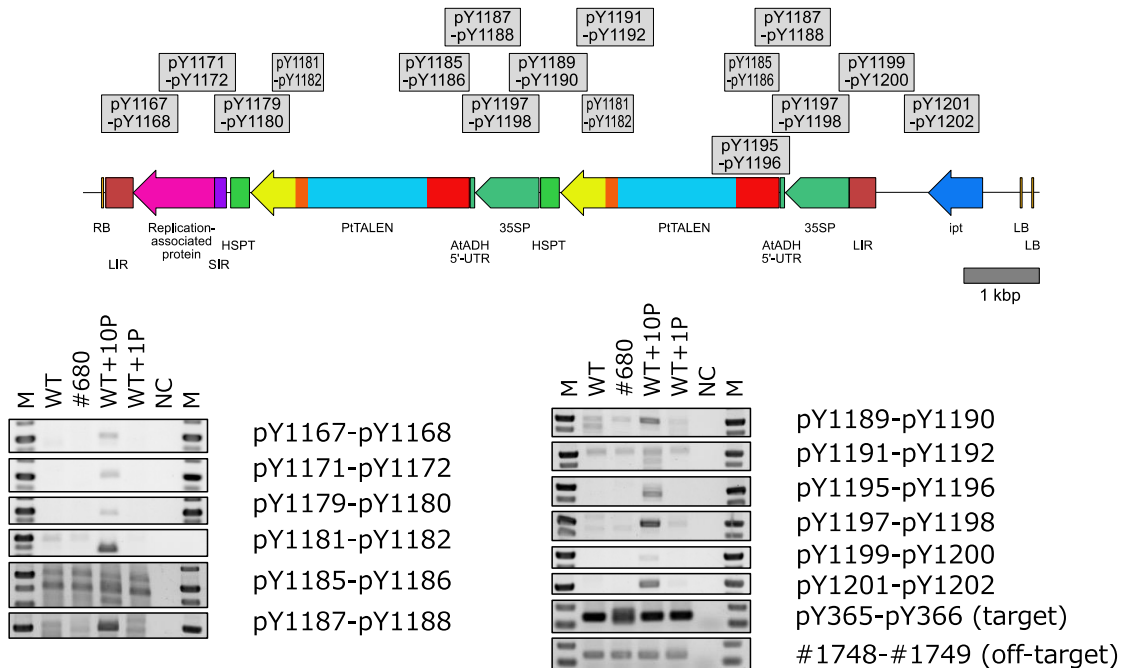 pY1187
-pY1188
pY1191
-pY1192
pY1187
-pY1188
pY1171
-pY1172
pY1181
-pY1182
pY1185
-pY1186
pY1189
-pY1190
pY1185
-pY1186
pY1199
-pY1200
pY1167
-pY1168
pY1179
-pY1180
pY1197
-pY1198
pY1181
-pY1182
pY1197
-pY1198
pY1201
-pY1202
pY1195
-pY1196
RB
LIR
Replication-
associated
protein
SIR
HSPT
PtTALEN
AtADH
5'-UTR
35SP
HSPT
PtTALEN
AtADH
5'-UTR
35SP
LIR
ipt
LB
LB
1 kbp
M WT #680 WT+10P WT+1P NC M
pY1167-pY1168
pY1171-pY1172
pY1179-pY1180
pY1181-pY1182
pY1185-pY1186
pY1187-pY1188
M WT #680 WT+10P WT+1P NC M
pY1189-pY1190
pY1191-pY1192
pY1195-pY1196
pY1197-pY1198
pY1199-pY1200
pY1201-pY1202
pY365-pY366 (target)
#1748-#1749 (off-target)